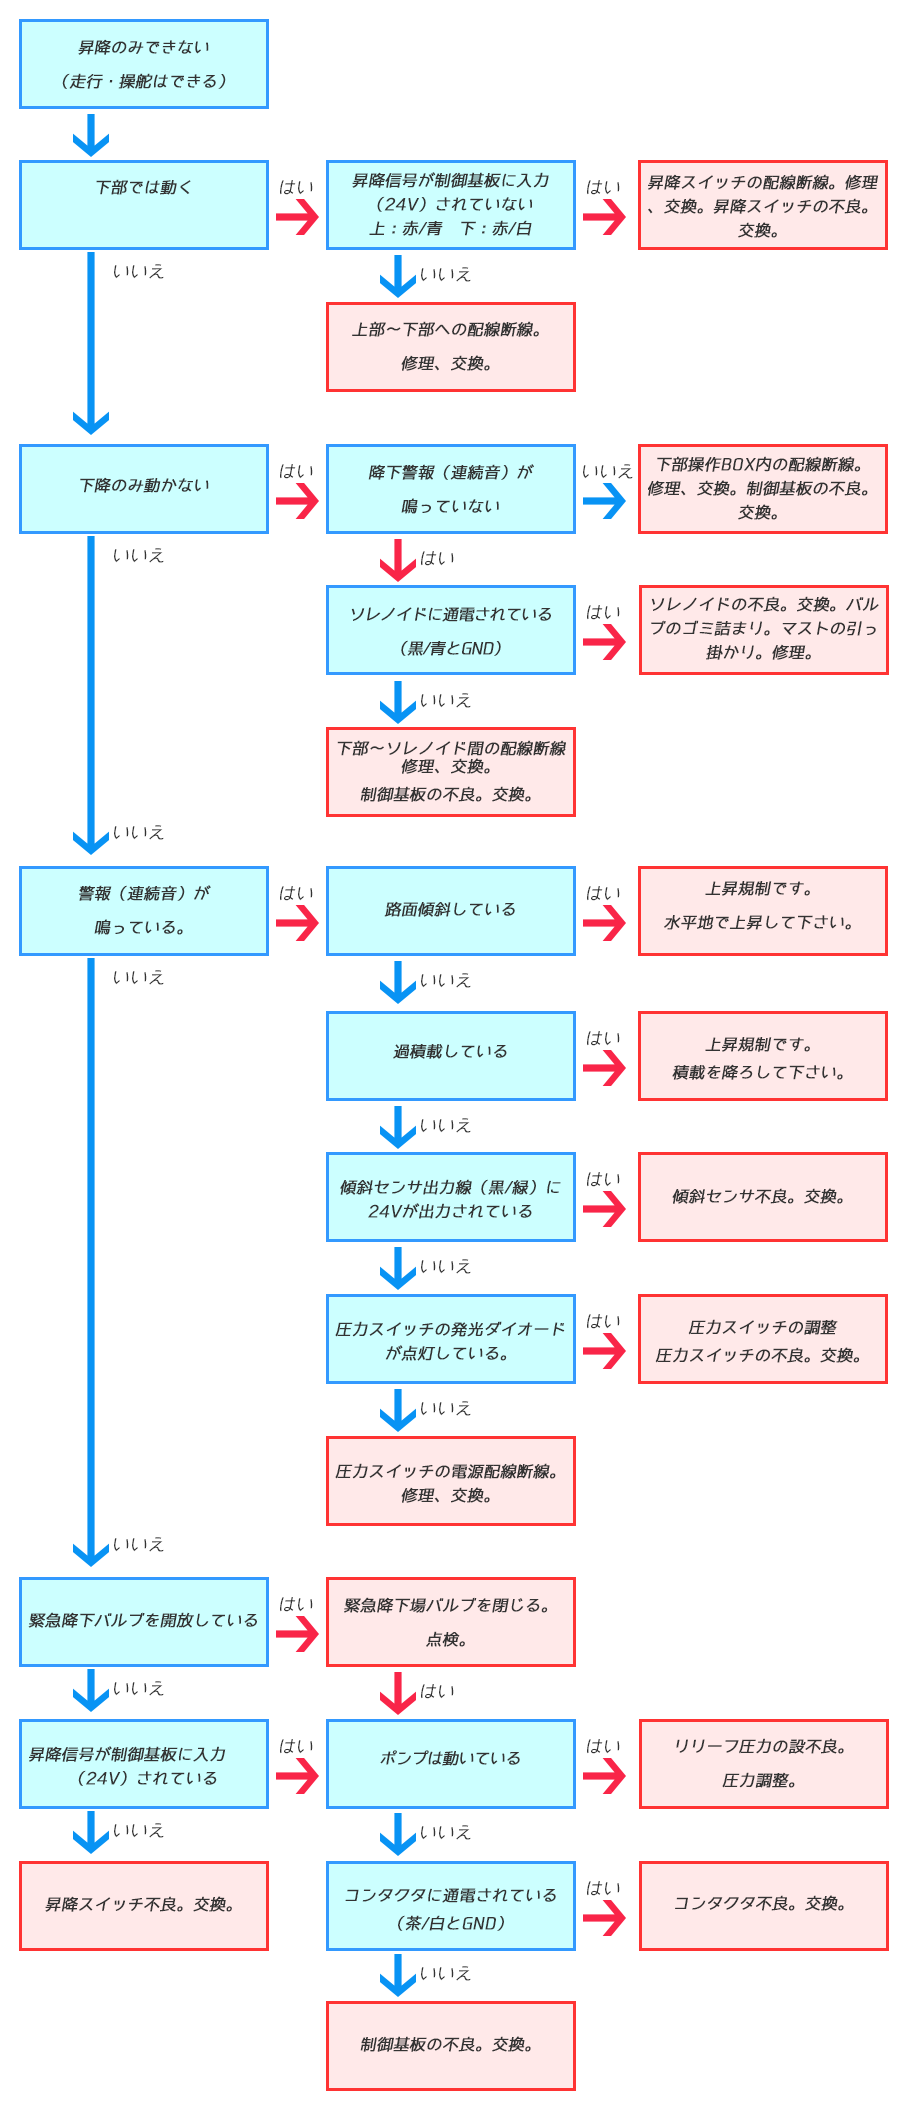 昇降のみできない
（走行・操舵はできる）
下部では動く
はい
昇降信号が制御基板に入力
（24V）されていない
上：赤/青　下：赤/白
はい
昇降スイッチの配線断線。修理
、交換。昇降スイッチの不良。
交換。
いいえ
いいえ
上部～下部への配線断線。
修理、交換。
下降のみ動かない
はい
降下警報（連続音）が
鳴っていない
いいえ
下部操作BOX内の配線断線。
修理、交換。制御基板の不良。
交換。
いいえ
はい
ソレノイドに通電されている
（黒/青とGND）
はい
ソレノイドの不良。交換。バル
ブのゴミ詰まり。マストの引っ
掛かり。修理。
いいえ
下部～ソレノイド間の配線断線
修理、交換。
制御基板の不良。交換。
いいえ
警報（連続音）が
鳴っている。
はい
路面傾斜している
はい
上昇規制です。
水平地で上昇して下さい。
いいえ
いいえ
過積載している
はい
上昇規制です。
積載を降ろして下さい。
いいえ
傾斜センサ出力線（黒/緑）に
24Vが出力されている
はい
傾斜センサ不良。交換。
いいえ
圧力スイッチの発光ダイオード
が点灯している。
はい
圧力スイッチの調整
圧力スイッチの不良。交換。
いいえ
圧力スイッチの電源配線断線。
修理、交換。
いいえ
緊急降下バルブを開放している
はい
緊急降下場バルブを閉じる。
点検。
いいえ
はい
昇降信号が制御基板に入力
（24V）されている
はい
ポンプは動いている
はい
リリーフ圧力の設不良。
圧力調整。
いいえ
いいえ
昇降スイッチ不良。交換。
コンタクタに通電されている
（茶/白とGND）
はい
コンタクタ不良。交換。
いいえ
制御基板の不良。交換。